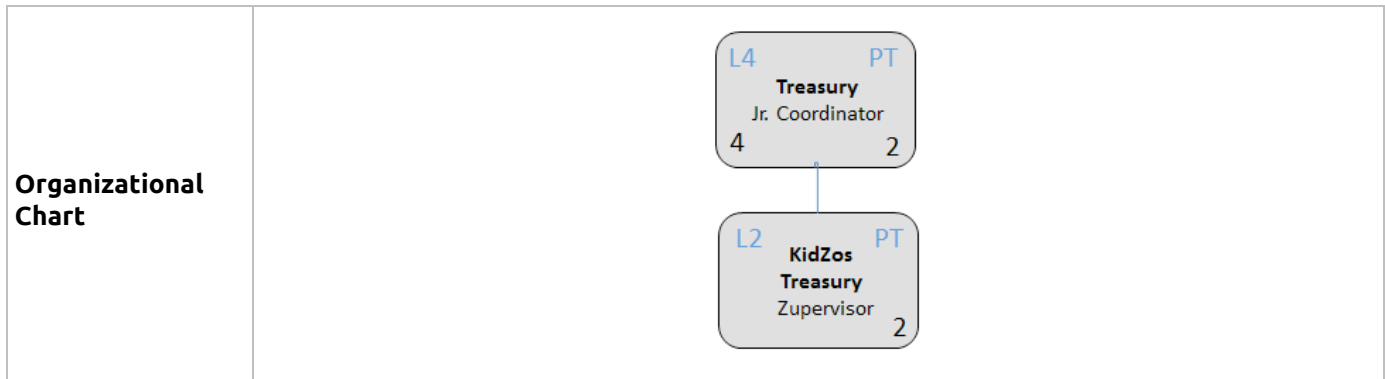 Organizational
Chart
L4 PT
Treasury
Jr. Coordinator
4 2
L2 PT
KidZos
Treasury
Zupervisor
2